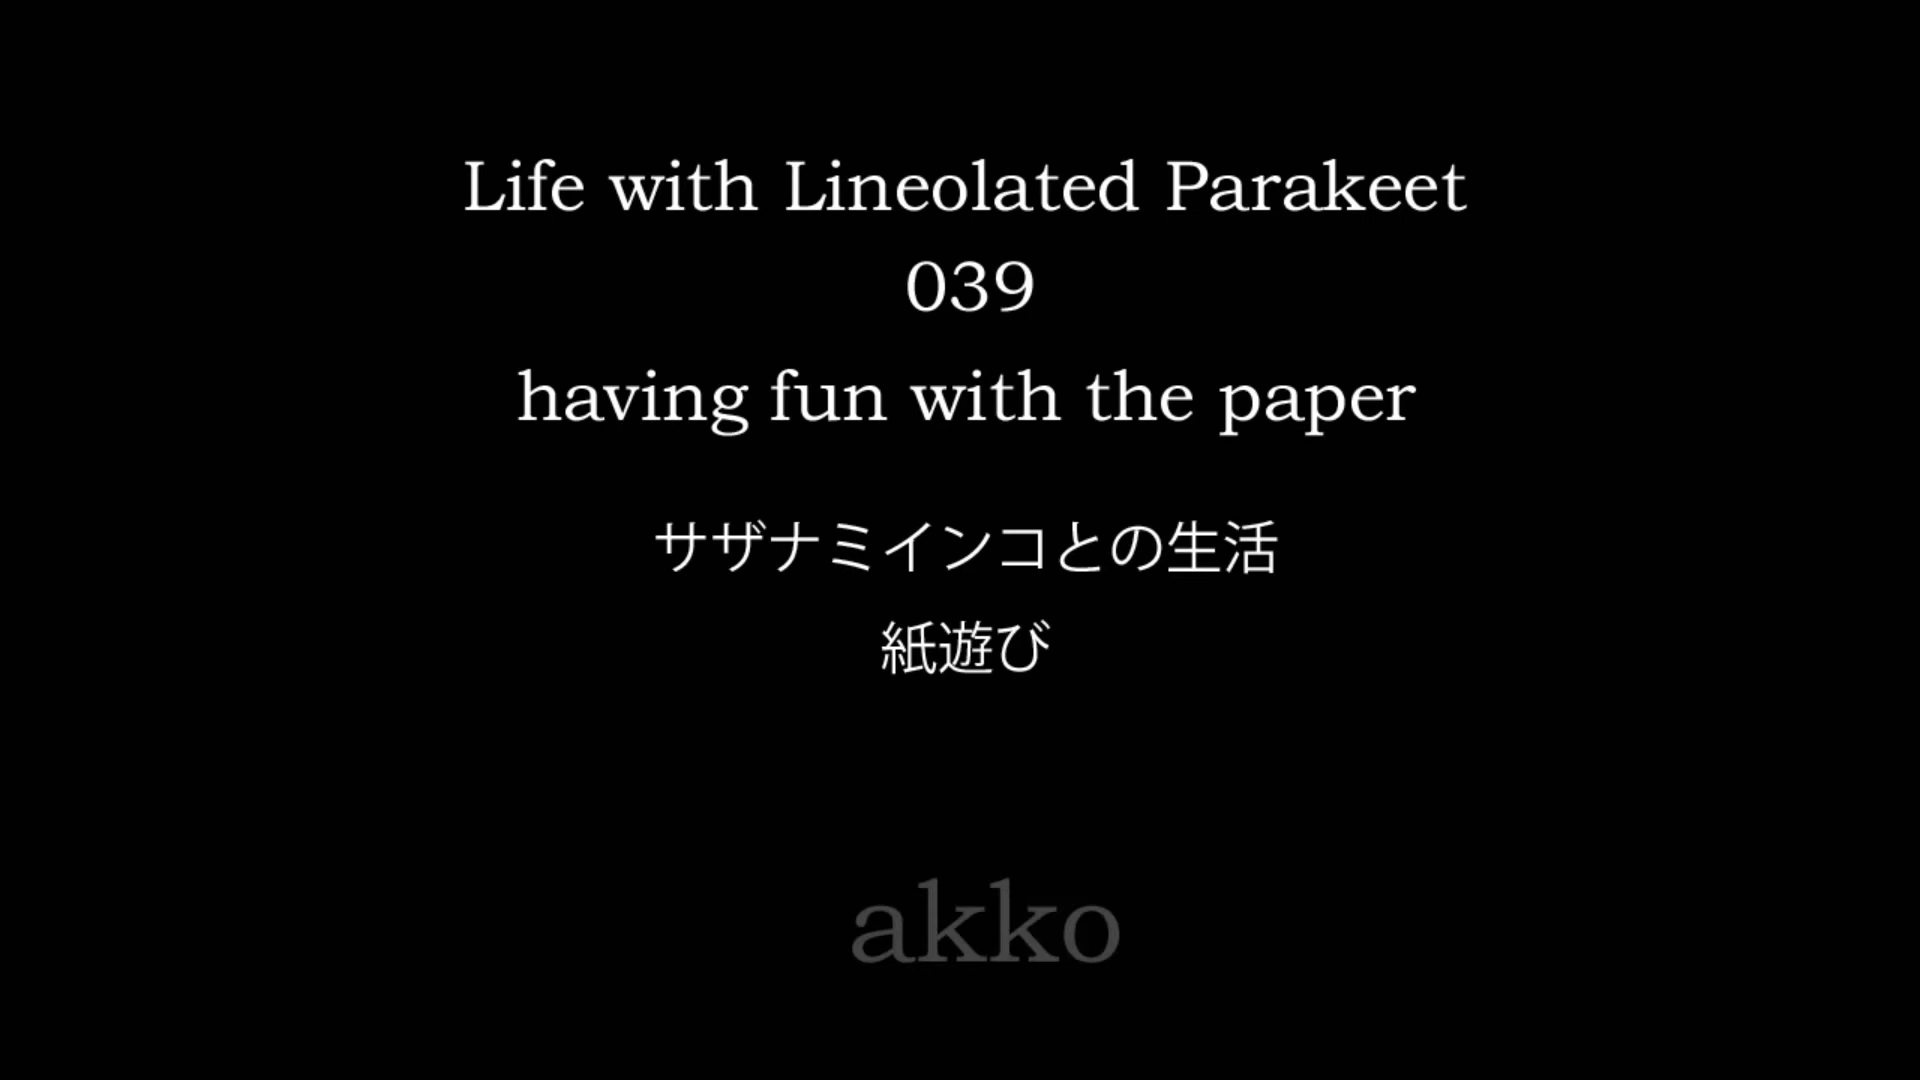 Life with Lineolated Parakeet
039
having fun with the paper
サザナミインコとの生活
紙遊び
akko